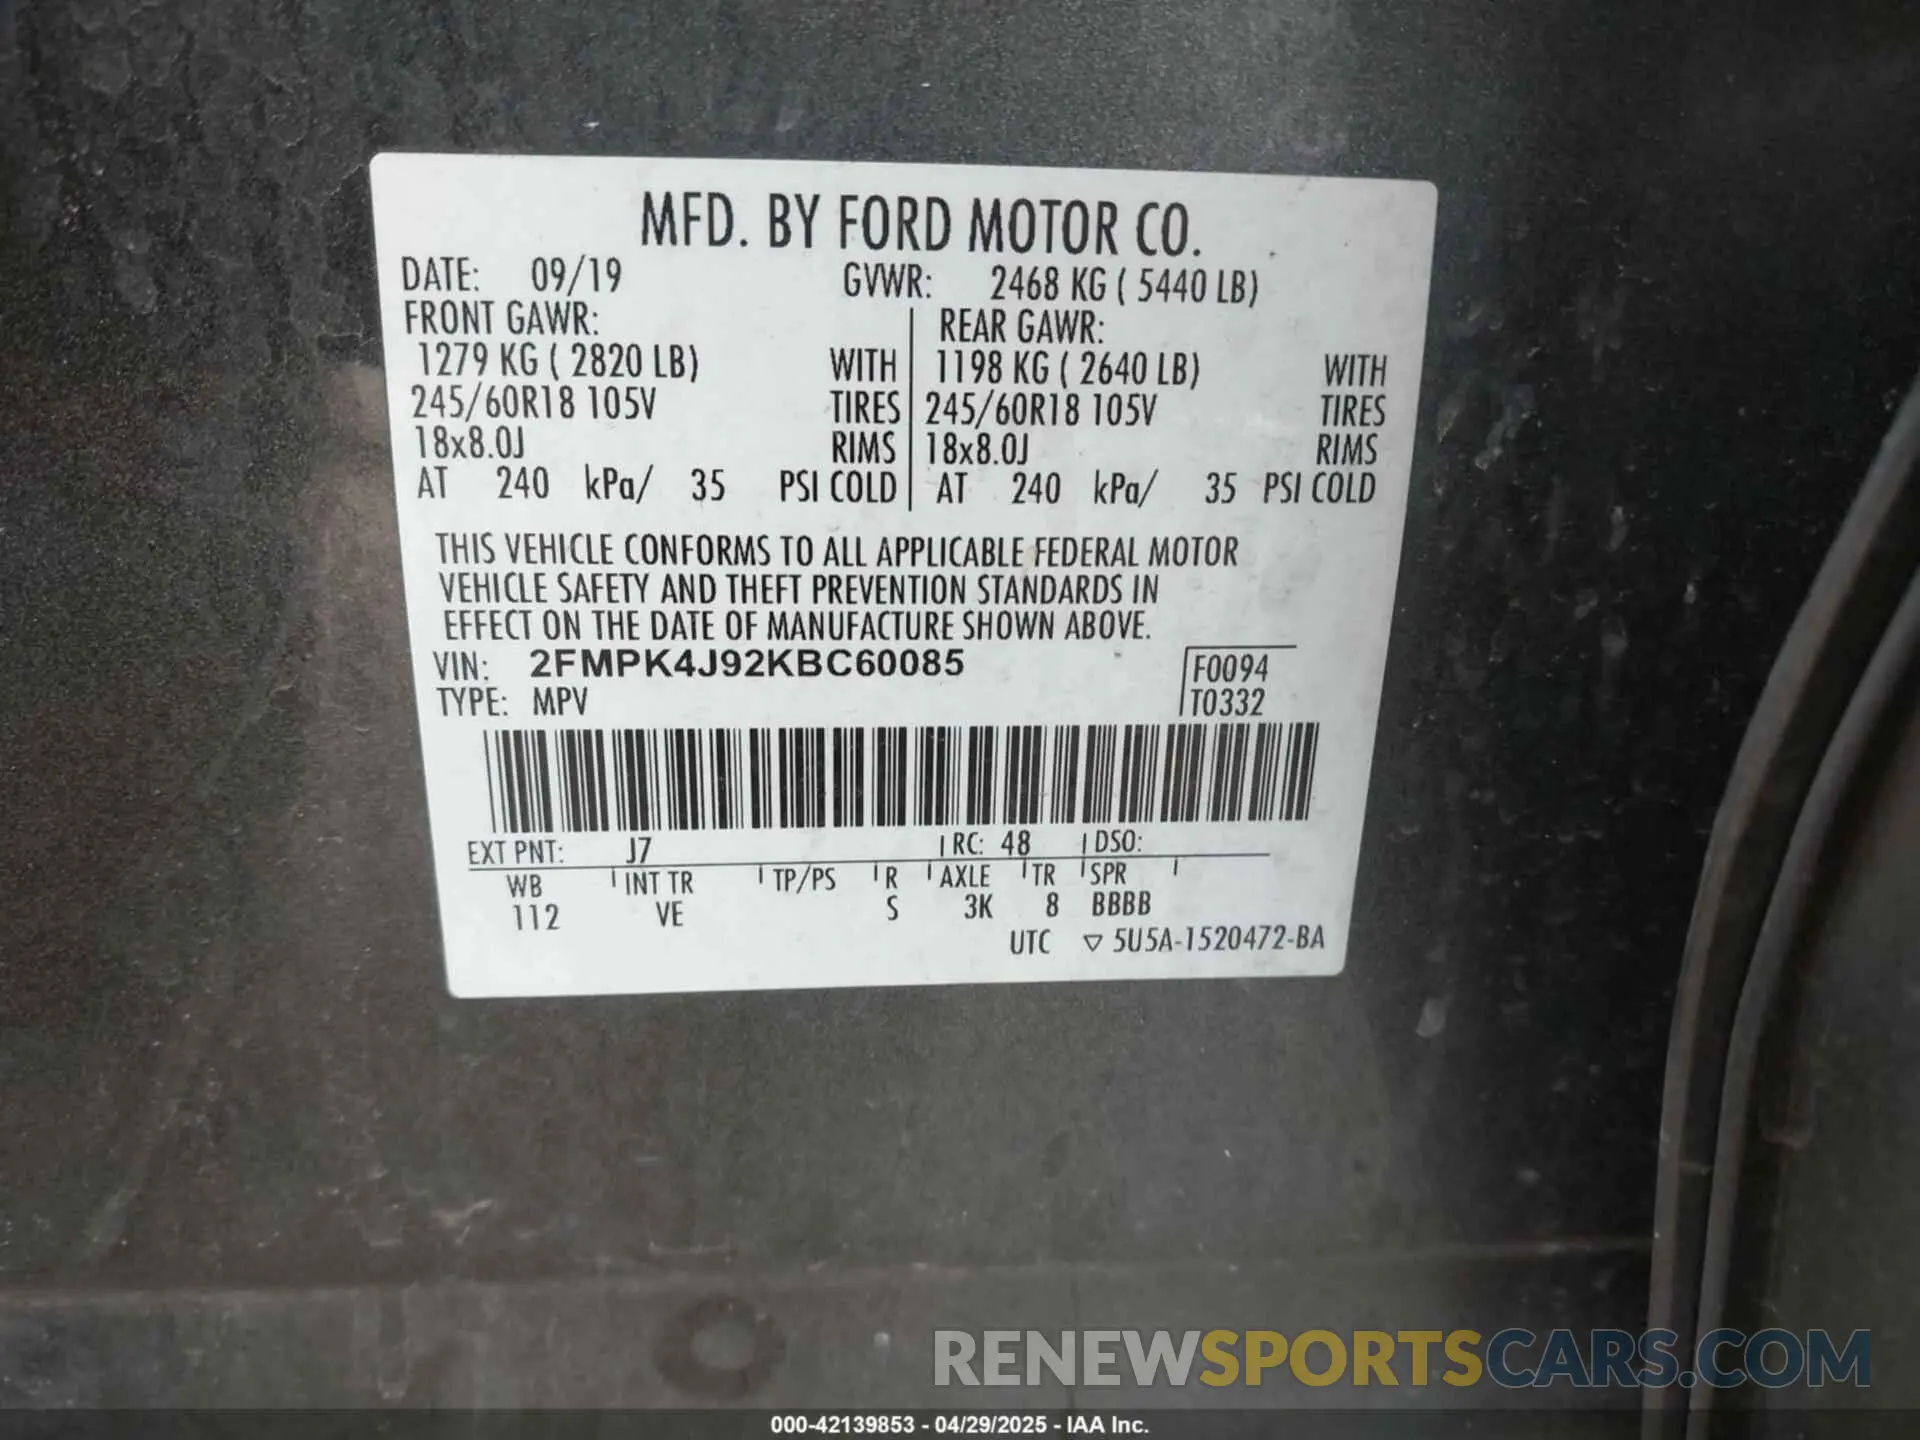 MFD. BY FORD MOTOR CO.
DATE: 09/19 GVWR: 2468 KG ( 5440 LB)
FRONT GAWR: REAR GAWR:
1279 KG ( 2820 LB) WITH 1198 KG ( 2640 LB) WITH
245/60R18 105V TIRES 245/60R18 105V TIRES
18x8.0J RIMS 18x8.0J RIMS
AT 240 kPa/ 35 PSI COLD AT 240 kPa/ 35 PSI COLD
THIS VEHICLE CONFORMS TO ALL APPLICABLE FEDERAL MOTOR
VEHICLE SAFETY AND THEFT PREVENTION STANDARDS IN
EFFECT ON THE DATE OF MANUFACTURE SHOWN ABOVE.
VIN: 2FMPK4J92KBC60085 F0094
TYPE: MPV T0332
EXT PNT: J7 RC: 48 DSO:
WB INT TR TP/PS R AXLE TR SPR
112 VE S 3K 8 BBBB
UTC ▽ 5U5A-1520472-BA
RENEWSPORTSCARS.COM
000-42139853 - 04/29/2025 - IAA Inc.